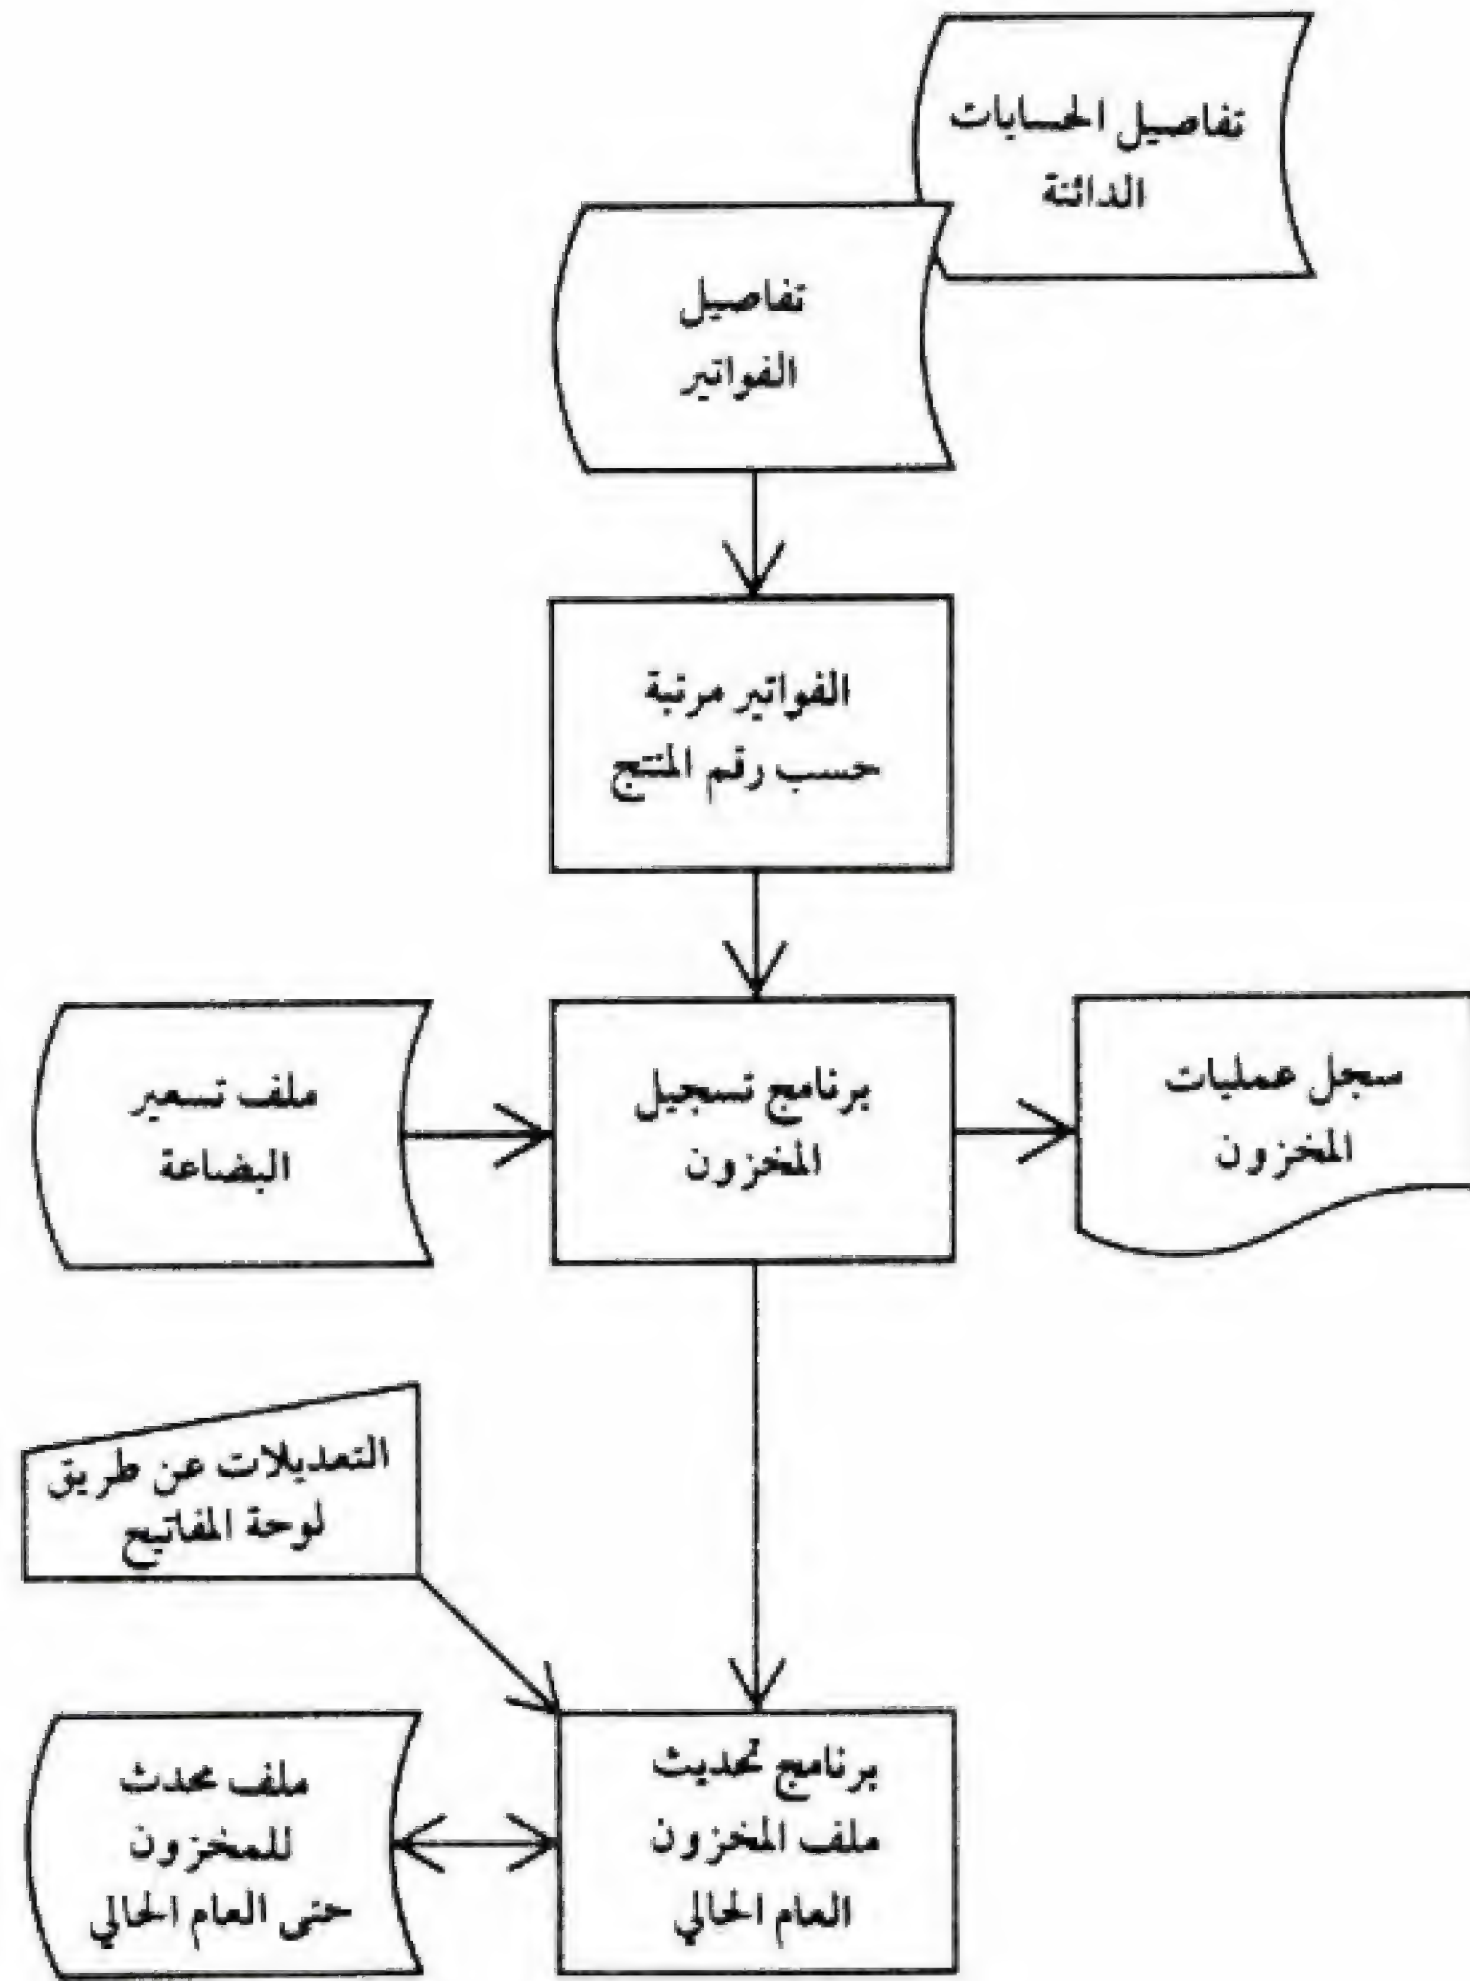 تفاصيل الحسابات
الدائنة
تفاصيل
الفواتير
الفواتير مرتبة
حسب رقم المنتج
برنامج تسجيل
المخزون
سجل عمليات
المخزون
ملف تسعير
البضاعة
التعديلات عن طريق
لوحة المفاتيح
برنامج تحديث
ملف المخزون
العام الحالي
ملف محدث
للمخزون
حتى العام الحالي